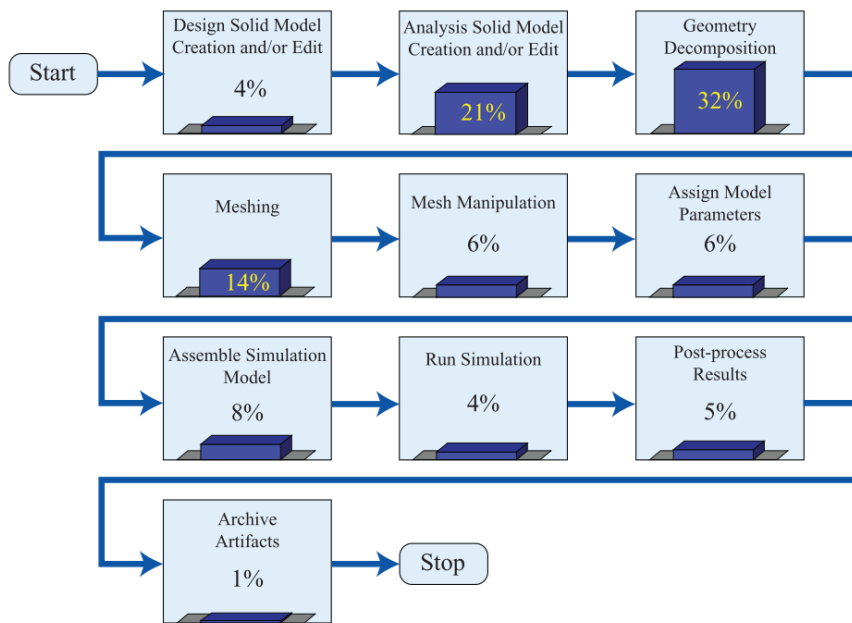 Start
Design Solid Model
Creation and/or Edit
4%
Analysis Solid Model
Creation and/or Edit
21%
Geometry
Decomposition
32%
Meshing
14%
Mesh Manipulation
6%
Assign Model
Parameters
6%
Assemble Simulation
Model
8%
Run Simulation
4%
Post-process
Results
5%
Archive
Artifacts
1%
Stop